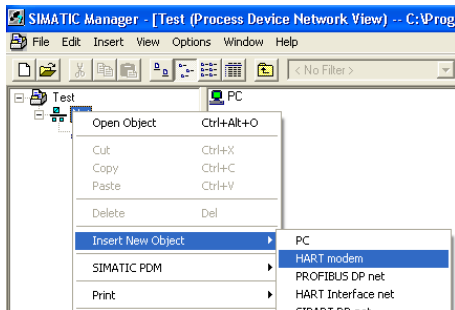 SIMATIC Manager - [Test (Process Device Network View) -- C:\Prog
File Edit Insert View Options Window Help
< No Filter >
Test
PC
Open Object Ctrl+Alt+O
Cut Ctrl+X
Copy Ctrl+C
Paste Ctrl+V
Delete Del
Insert New Object
PC
SIMATIC PDM
HART modem
PROFIBUS DP net
Print
HART Interface net